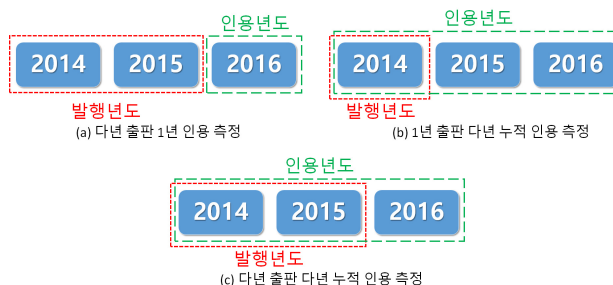 인용년도
2014 2015 2016
발행년도
(a) 다년 출판 1년 인용 측정
인용년도
2014 2015 2016
발행년도
(b) 1년 출판 다년 누적 인용 측정
인용년도
2014 2015 2016
발행년도
(c) 다년 출판 다년 누적 인용 측정